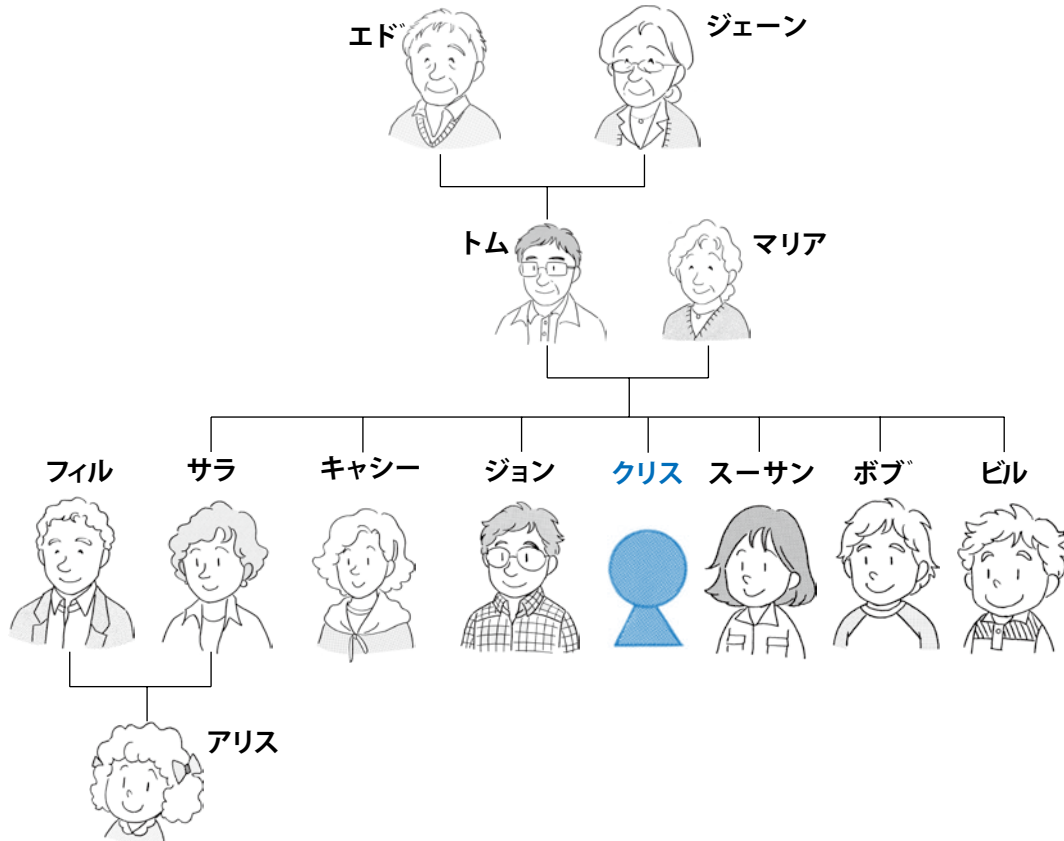 エド
ジェーン
トム
マリア
フィル
サラ
キャシー
ジョン
クリス
スーサン
ボブ
ビル
アリス